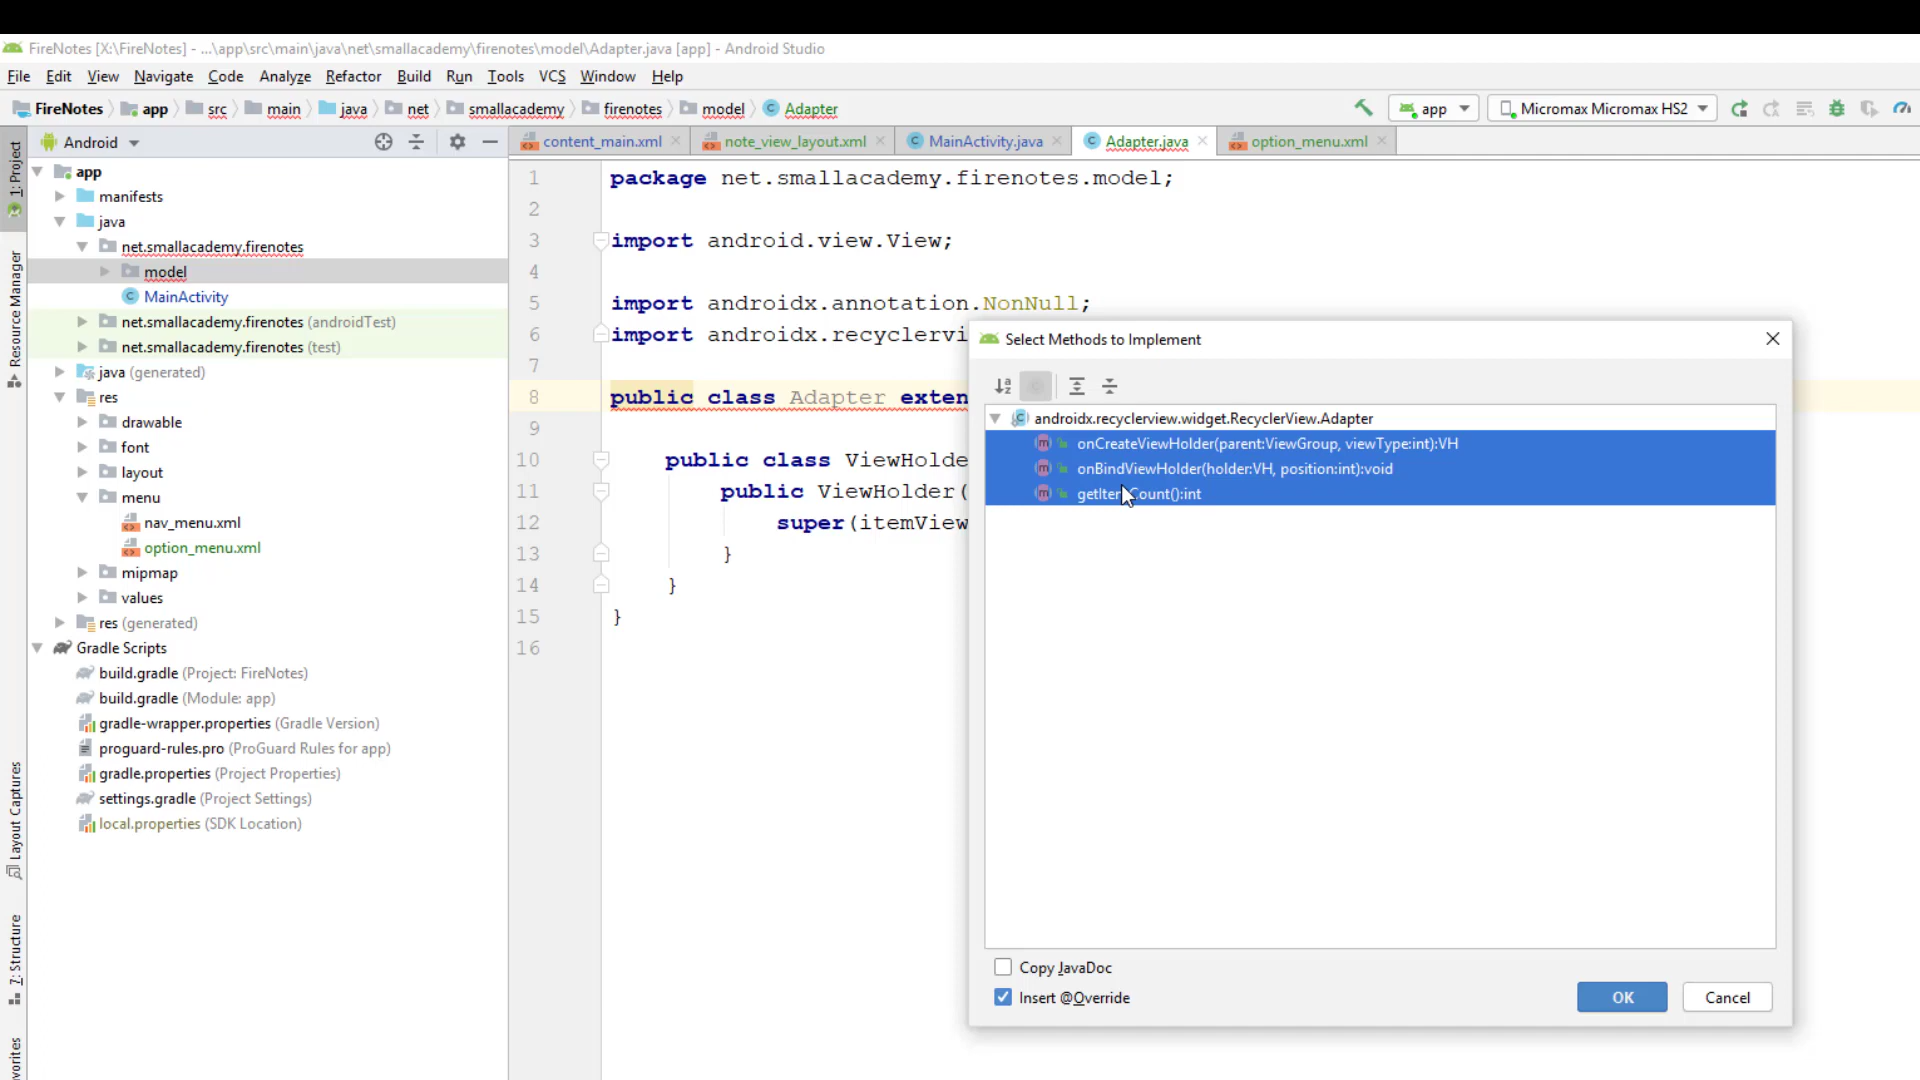 FireNotes [X:\FireNotes] - ...\app\src\main\java\net\smallacademy\firenotes\model\Adapter.java [app] - Android Studio
File Edit View Navigate Code Analyze Refactor Build Run Tools VCS Window Help
FireNotes app src main java net smallacademy firenotes model Adapter app Micromax Micromax HS2
Android
content_main.xml note_view_layout.xml MainActivity.java Adapter.java option_menu.xml
1: Project
Resource Manager
Layout Captures
7: Structure
app
manifests
java
net.smallacademy.firenotes
model
MainActivity
net.smallacademy.firenotes (androidTest)
net.smallacademy.firenotes (test)
java (generated)
res
drawable
font
layout
menu
nav_menu.xml
option_menu.xml
mipmap
values
res (generated)
Gradle Scripts
build.gradle (Project: FireNotes)
build.gradle (Module: app)
gradle-wrapper.properties (Gradle Version)
proguard-rules.pro (ProGuard Rules for app)
gradle.properties (Project Properties)
settings.gradle (Project Settings)
local.properties (SDK Location)
1 package net.smallacademy.firenotes.model;
2
3 import android.view.View;
4
5 import androidx.annotation.NonNull;
6 import androidx.recyclervi
7
8 public class Adapter exten
9
10 public class ViewHolde
11 public ViewHolder(
12 super(itemView
13 }
14 }
15 }
16
Select Methods to Implement
androidx.recyclerview.widget.RecyclerView.Adapter
onCreateViewHolder(parent:ViewGroup, viewType:int):VH
onBindViewHolder(holder:VH, position:int):void
getIte Count():int
Copy JavaDoc
Insert @Override
OK Cancel